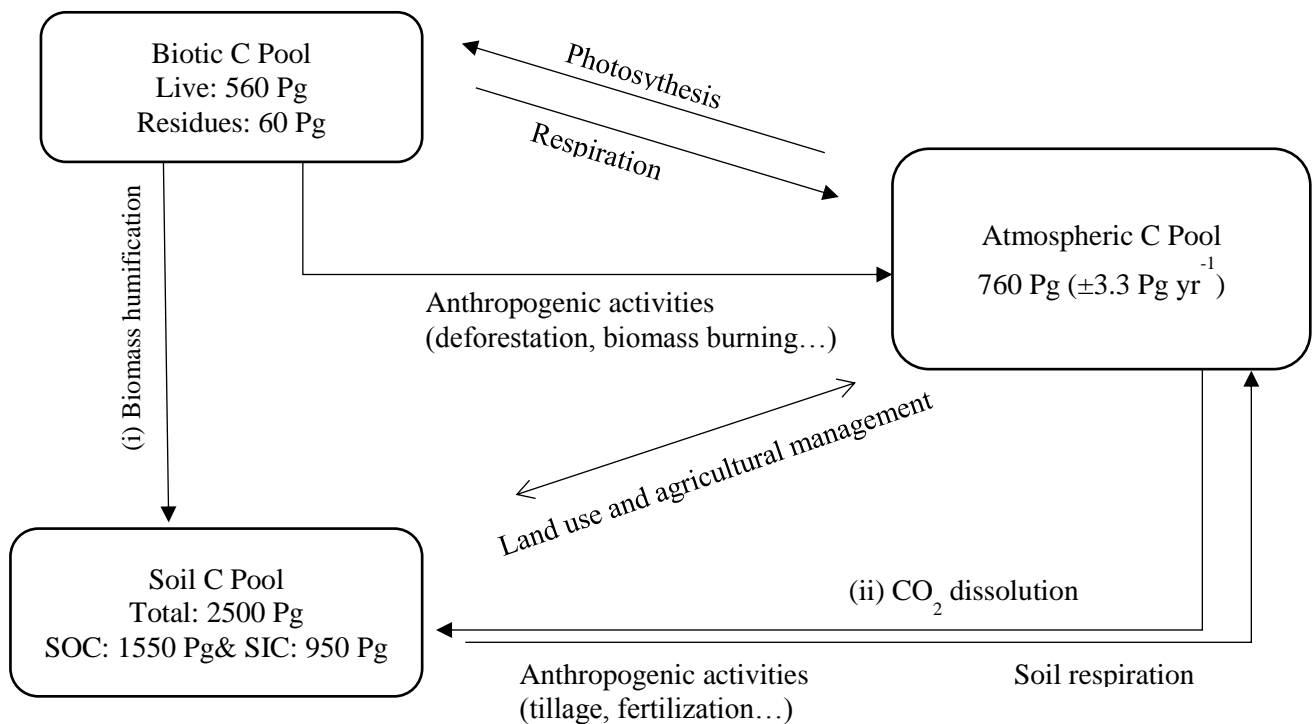 Biotic C Pool
Live: 560 Pg
Residues: 60 Pg
Photosythesis
Respiration
(i) Biomass humification
Atmospheric C Pool
760 Pg (±3.3 Pg yr-1)
Anthropogenic activities
(deforestation, biomass burning…)
Land use and agricultural management
Soil C Pool
Total: 2500 Pg
SOC: 1550 Pg& SIC: 950 Pg
(ii) CO2 dissolution
Anthropogenic activities
(tillage, fertilization…)
Soil respiration